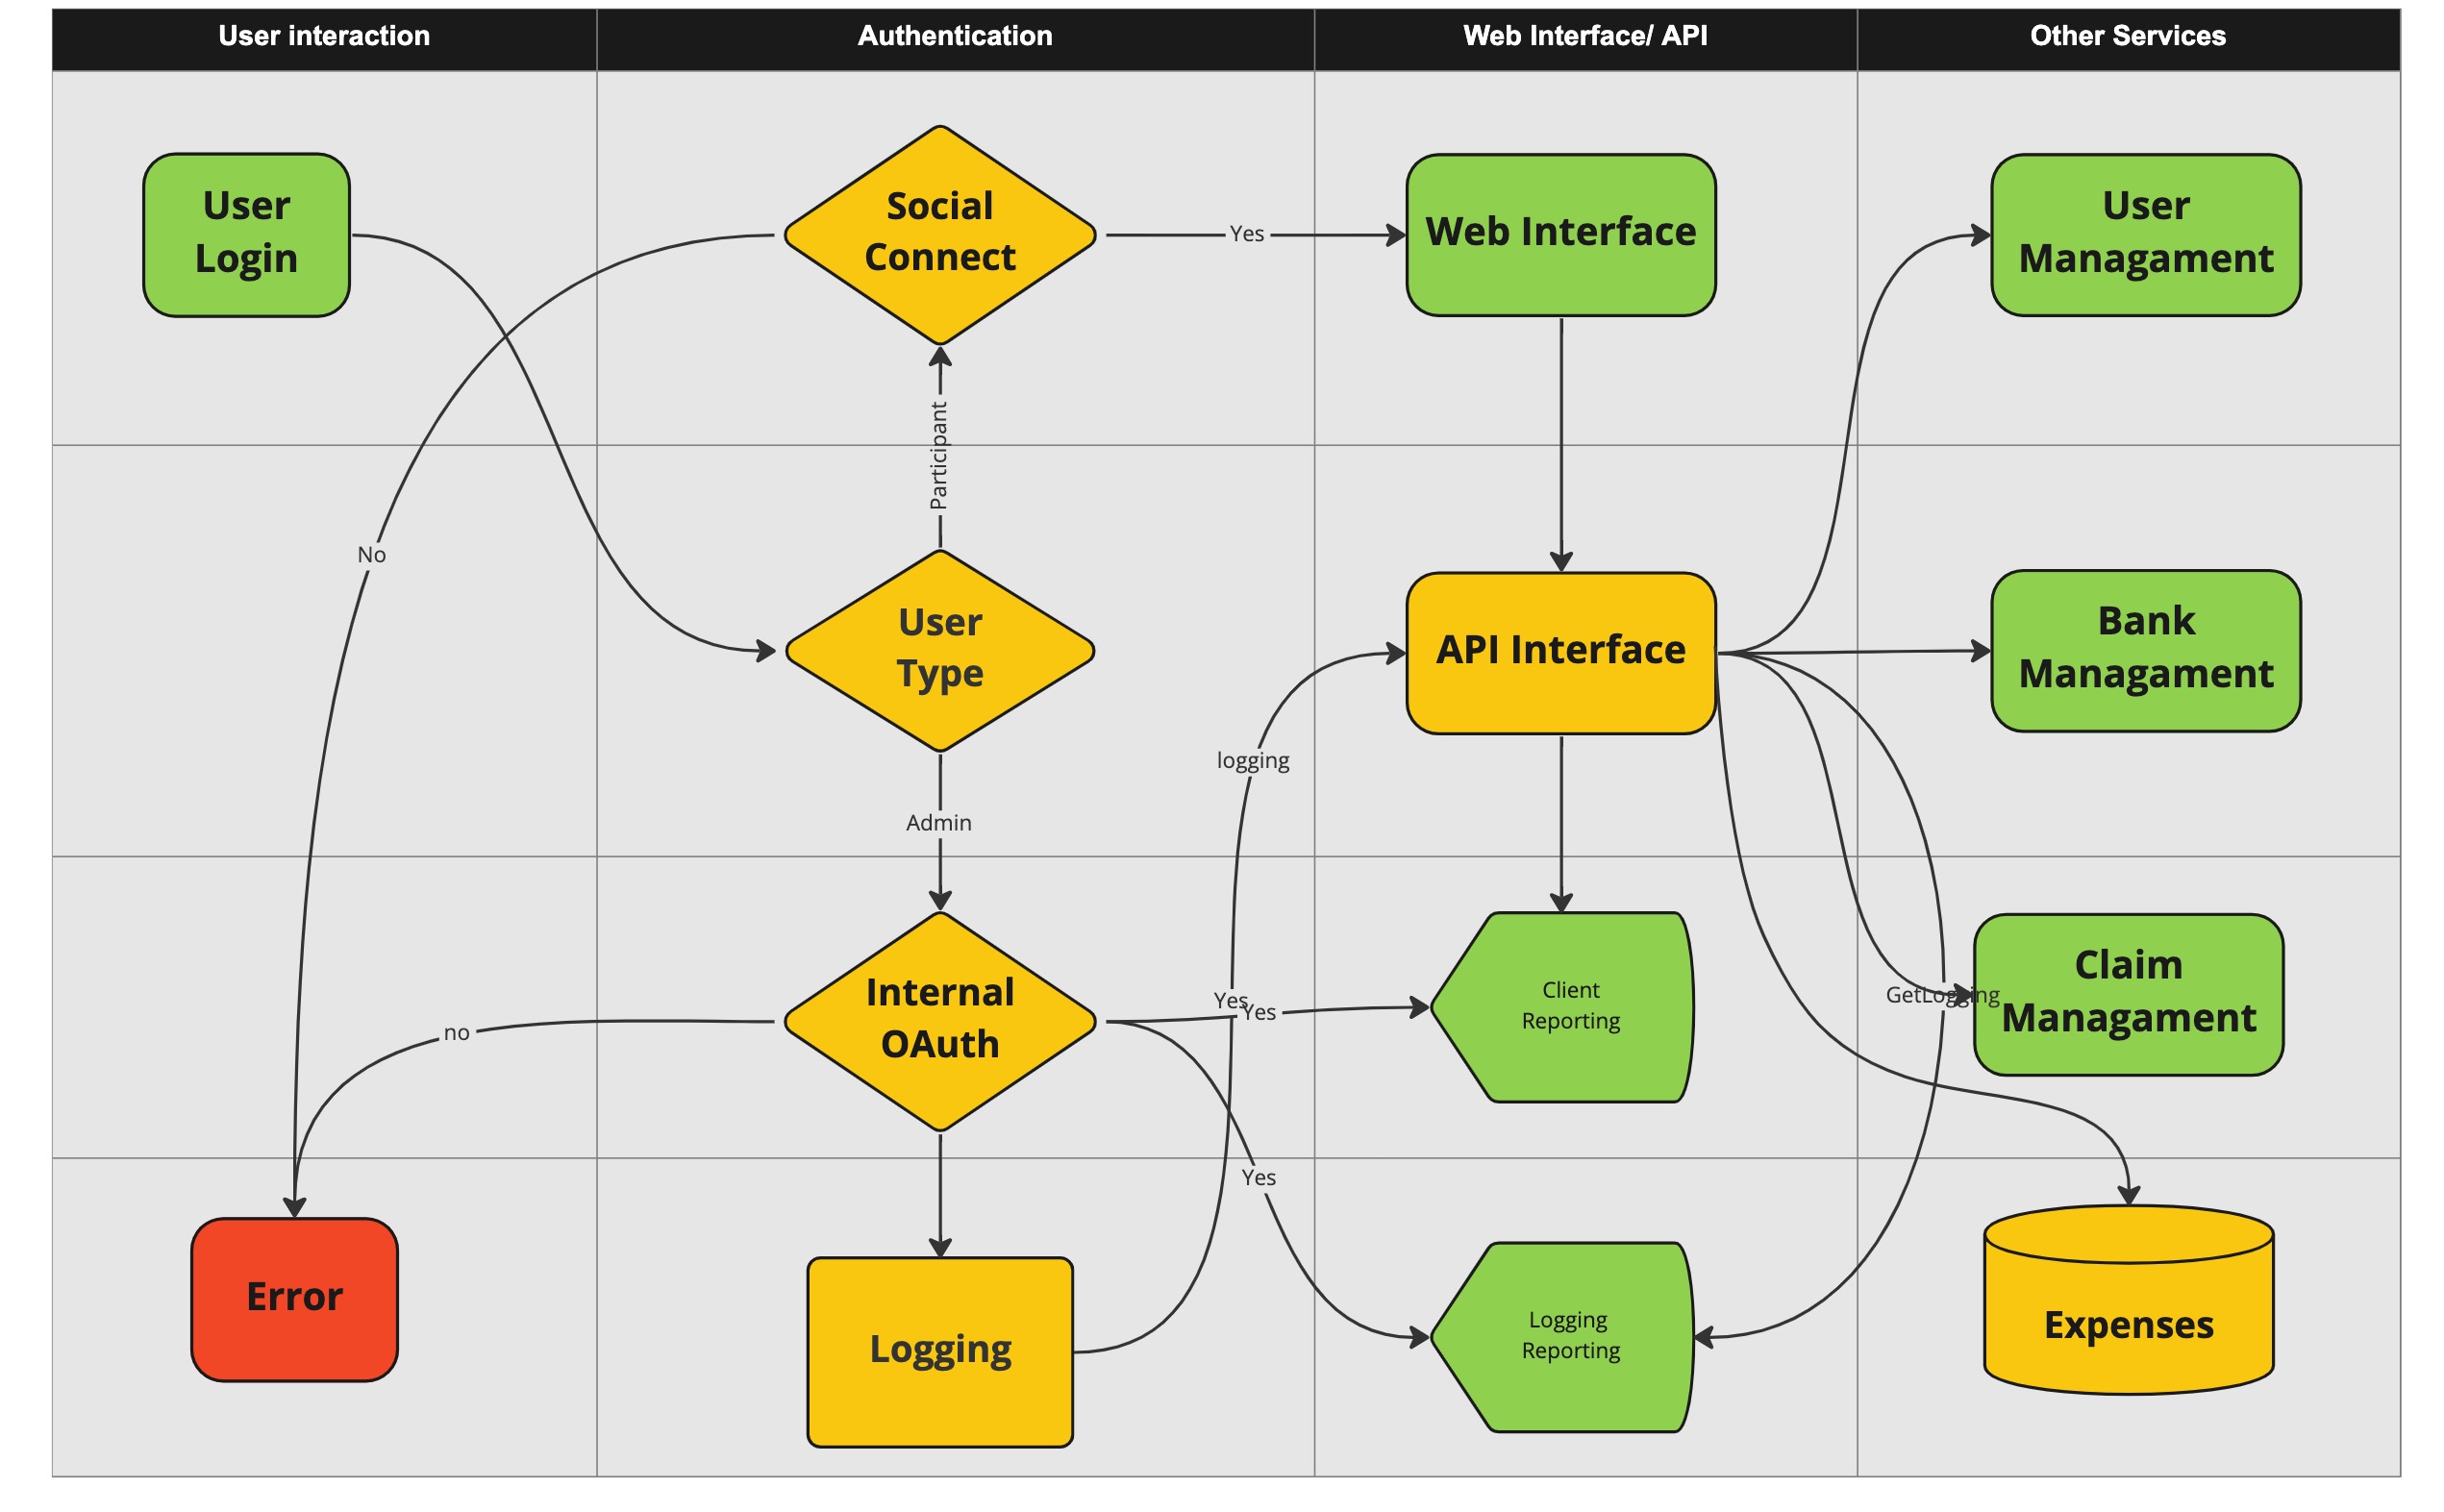 User interaction
Authentication
Web Interface/ API
Other Services
User
Login
Social
Connect
Yes
Web Interface
User
Managament
Participant
No
User
Type
API Interface
Bank
Managament
logging
Admin
Internal
OAuth
no
Yes
Yes
Client
Reporting
GetLogging
Claim
Managament
Yes
Error
Logging
Logging
Reporting
Expenses